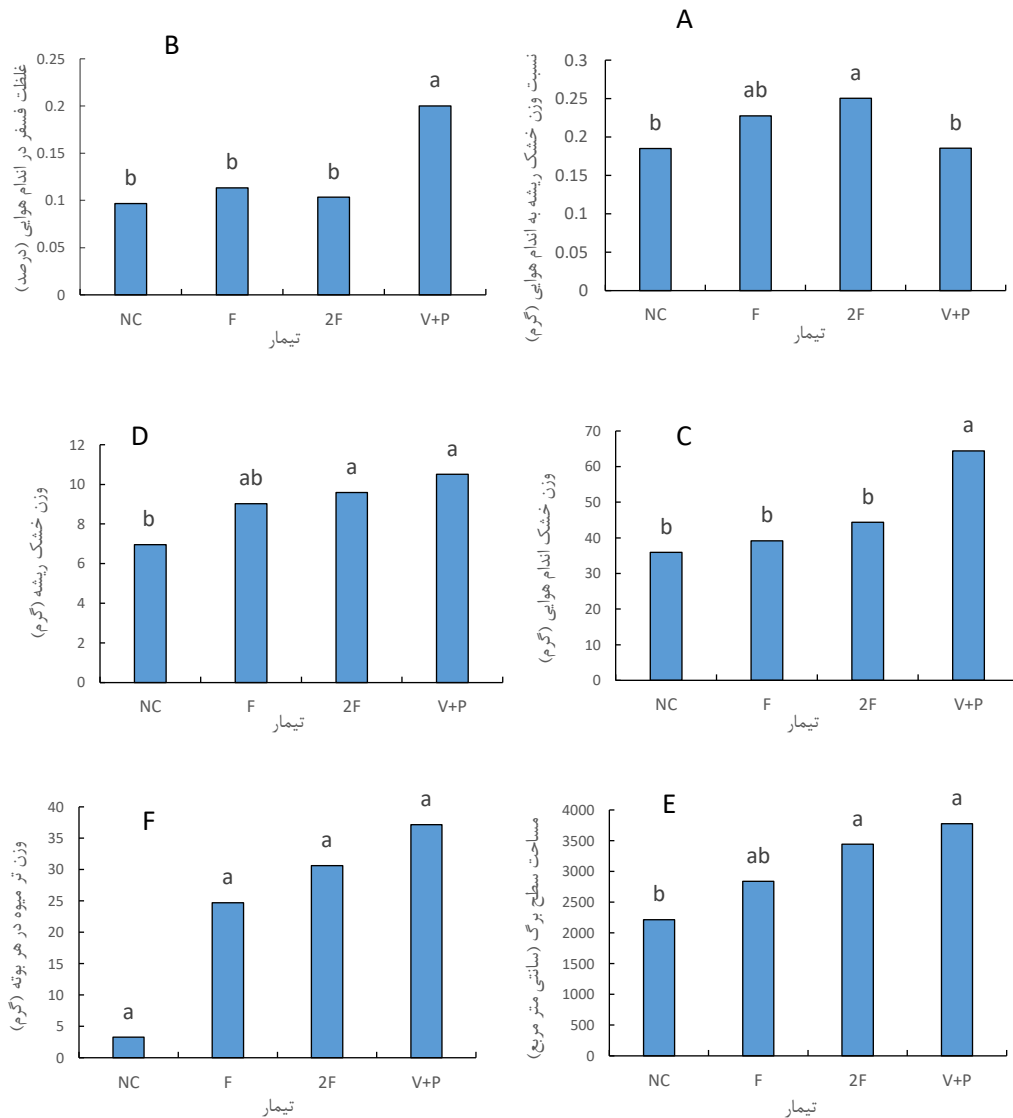 A
نسبت وزن خشک ریشه به اندام هوایی (گرم)
0.3
0.25
0.2
0.15
0.1
0.05
0
b
ab
a
b
NC F 2F V+P
تیمار
B
غلظت فسفر در اندام هوایی (درصد)
0.25
0.2
0.15
0.1
0.05
0
b
b
b
a
NC F 2F V+P
تیمار
C
وزن خشک اندام هوایی (گرم)
70
60
50
40
30
20
10
0
b
b
b
a
NC F 2F V+P
تیمار
D
وزن خشک ریشه (گرم)
12
10
8
6
4
2
0
b
ab
a
a
NC F 2F V+P
تیمار
E
مساحت سطح برگ (سانتی متر مربع)
4000
3500
3000
2500
2000
1500
1000
500
0
b
ab
a
a
NC F 2F V+P
تیمار
F
وزن تر میوه در هر بوته (گرم)
40
35
30
25
20
15
10
5
0
a
a
a
a
NC F 2F V+P
تیمار